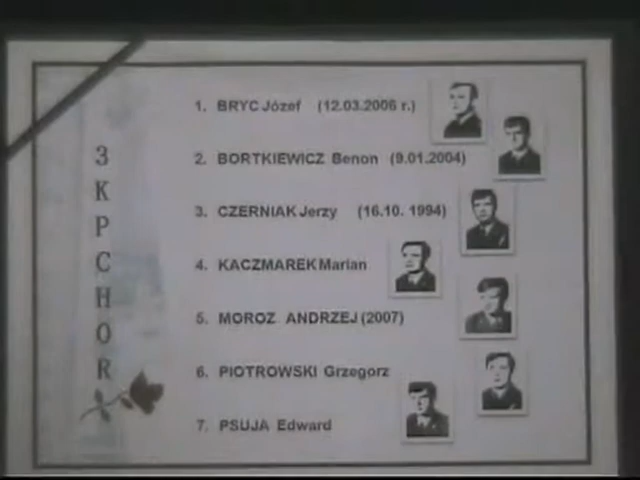 3 KPCHOR
1. BRYC Józef (12.03.2006 r.)
2. BORTKIEWICZ Benon (9.01.2004)
3. CZERNIAK Jerzy (16.10. 1994)
4. KACZMAREK Marian
5. MOROZ ANDRZEJ (2007)
6. PIOTROWSKI Grzegorz
7. PSUJA Edward